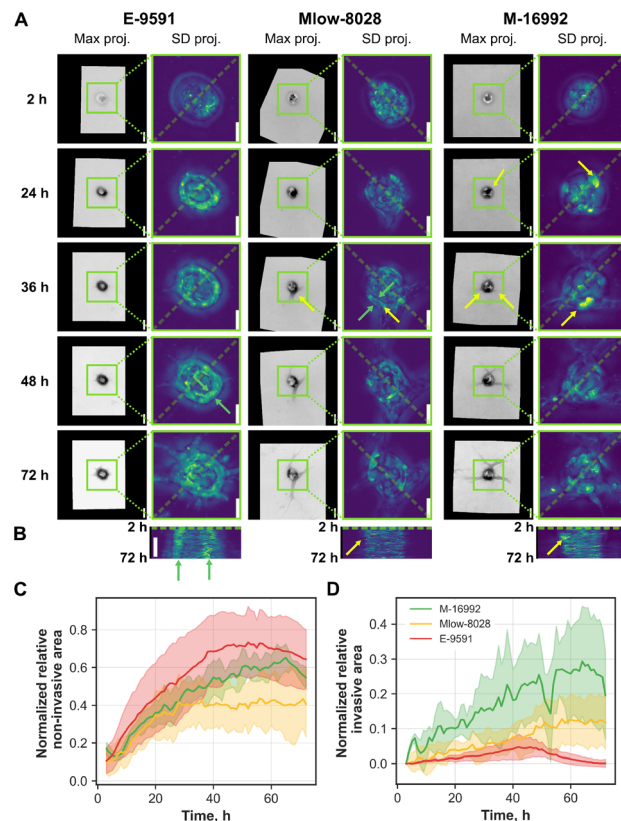 A
E-9591
Mlow-8028
M-16992
Max proj.
SD proj.
Max proj.
SD proj.
Max proj.
SD proj.
2 h
24 h
36 h
48 h
72 h
B
2 h
72 h
2 h
72 h
2 h
72 h
C
Normalized relative
non-invasive area
0.8
0.6
0.4
0.2
0.0
0
20
40
60
Time, h
D
Normalized relative
invasive area
0.4
0.3
0.2
0.1
0.0
M-16992
Mlow-8028
E-9591
0
20
40
60
Time, h